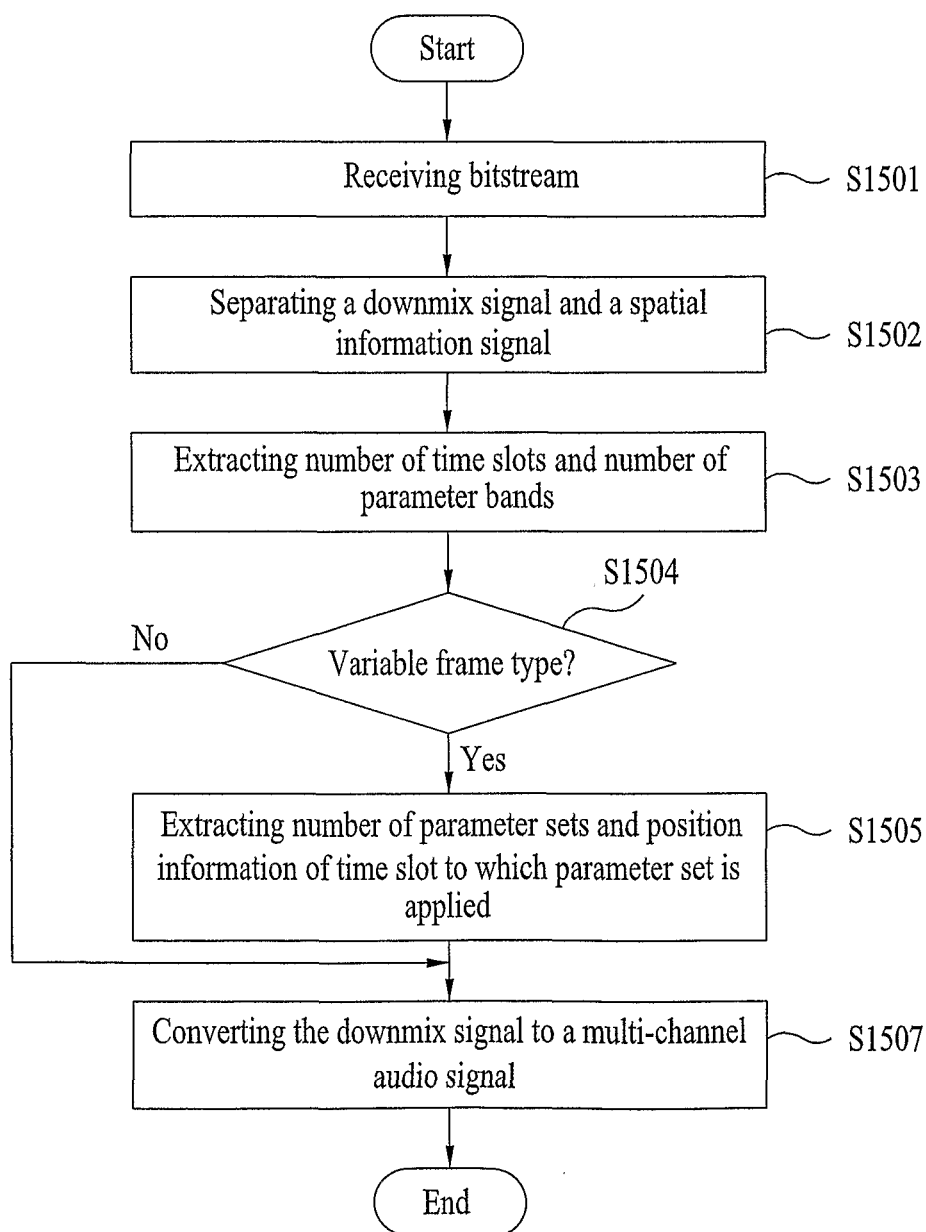 Start
Receiving bitstream
S1501
Separating a downmix signal and a spatial
information signal
S1502
Extracting number of time slots and number of
parameter bands
S1503
S1504
Variable frame type?
No
Yes
Extracting number of parameter sets and position
information of time slot to which parameter set is
applied
S1505
Converting the downmix signal to a multi-channel
audio signal
S1507
End